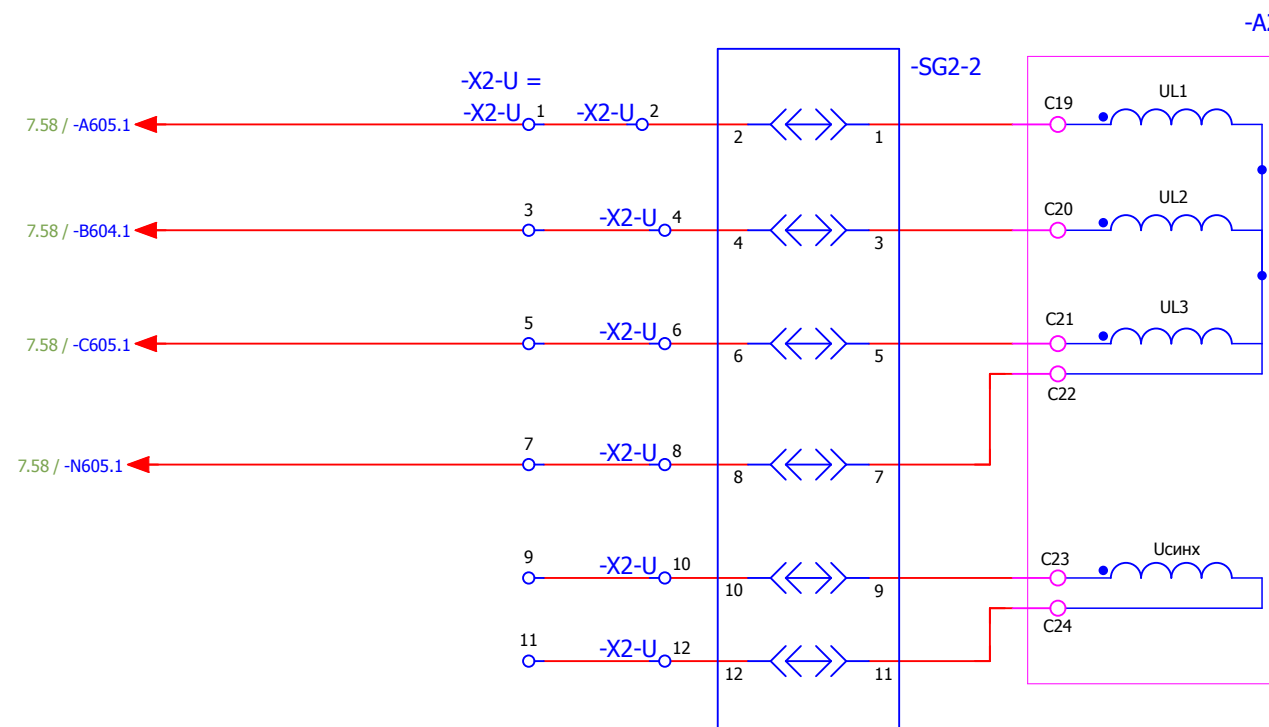 -A
-SG2-2
-X2-U =
-X2-U 1 -X2-U 2
7.58 / -A605.1
2 1
C19
UL1
3 -X2-U 4
7.58 / -B604.1
4 3
C20
UL2
5 -X2-U 6
7.58 / -C605.1
6 5
C21
UL3
C22
7 -X2-U 8
7.58 / -N605.1
8 7
9 -X2-U 10
10 9
C23
Uсинх
C24
11 -X2-U 12
12 11